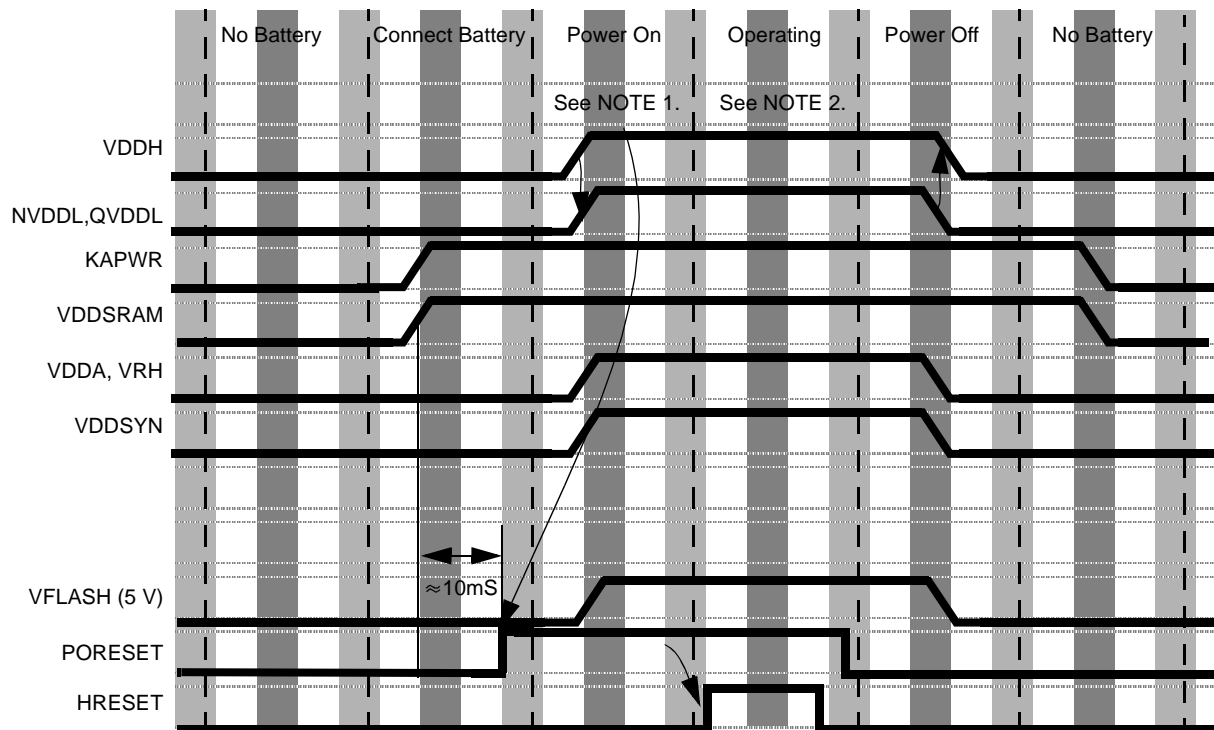 No Battery Connect Battery Power On Operating Power Off No Battery
See NOTE 1. See NOTE 2.
VDDH
NVDDL,QVDDL
KAPWR
VDDSRAM
VDDA, VRH
VDDSYN
≈10mS
VFLASH (5 V)
PORESET
HRESET